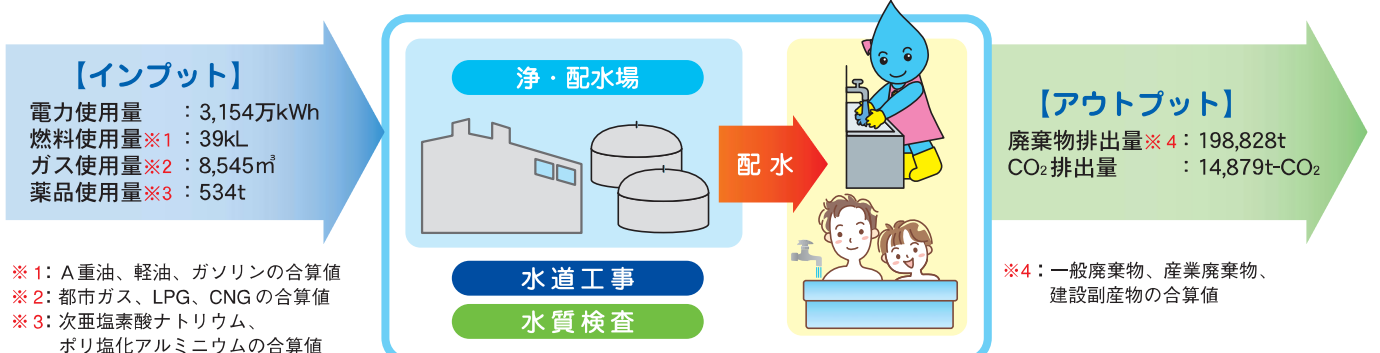 【インプット】
電力使用量　：3,154万kWh
燃料使用量※1：39kL
ガス使用量※2：8,545㎥
薬品使用量※3：534t
※1：A重油、軽油、ガソリンの合算値
※2：都市ガス、LPG、CNGの合算値
※3：次亜塩素酸ナトリウム、
ポリ塩化アルミニウムの合算値
浄・配水場
配水
水道工事
水質検査
【アウトプット】
廃棄物排出量※4：198,828t
CO₂排出量　：14,879t-CO₂
※4：一般廃棄物、産業廃棄物、
建設副産物の合算値